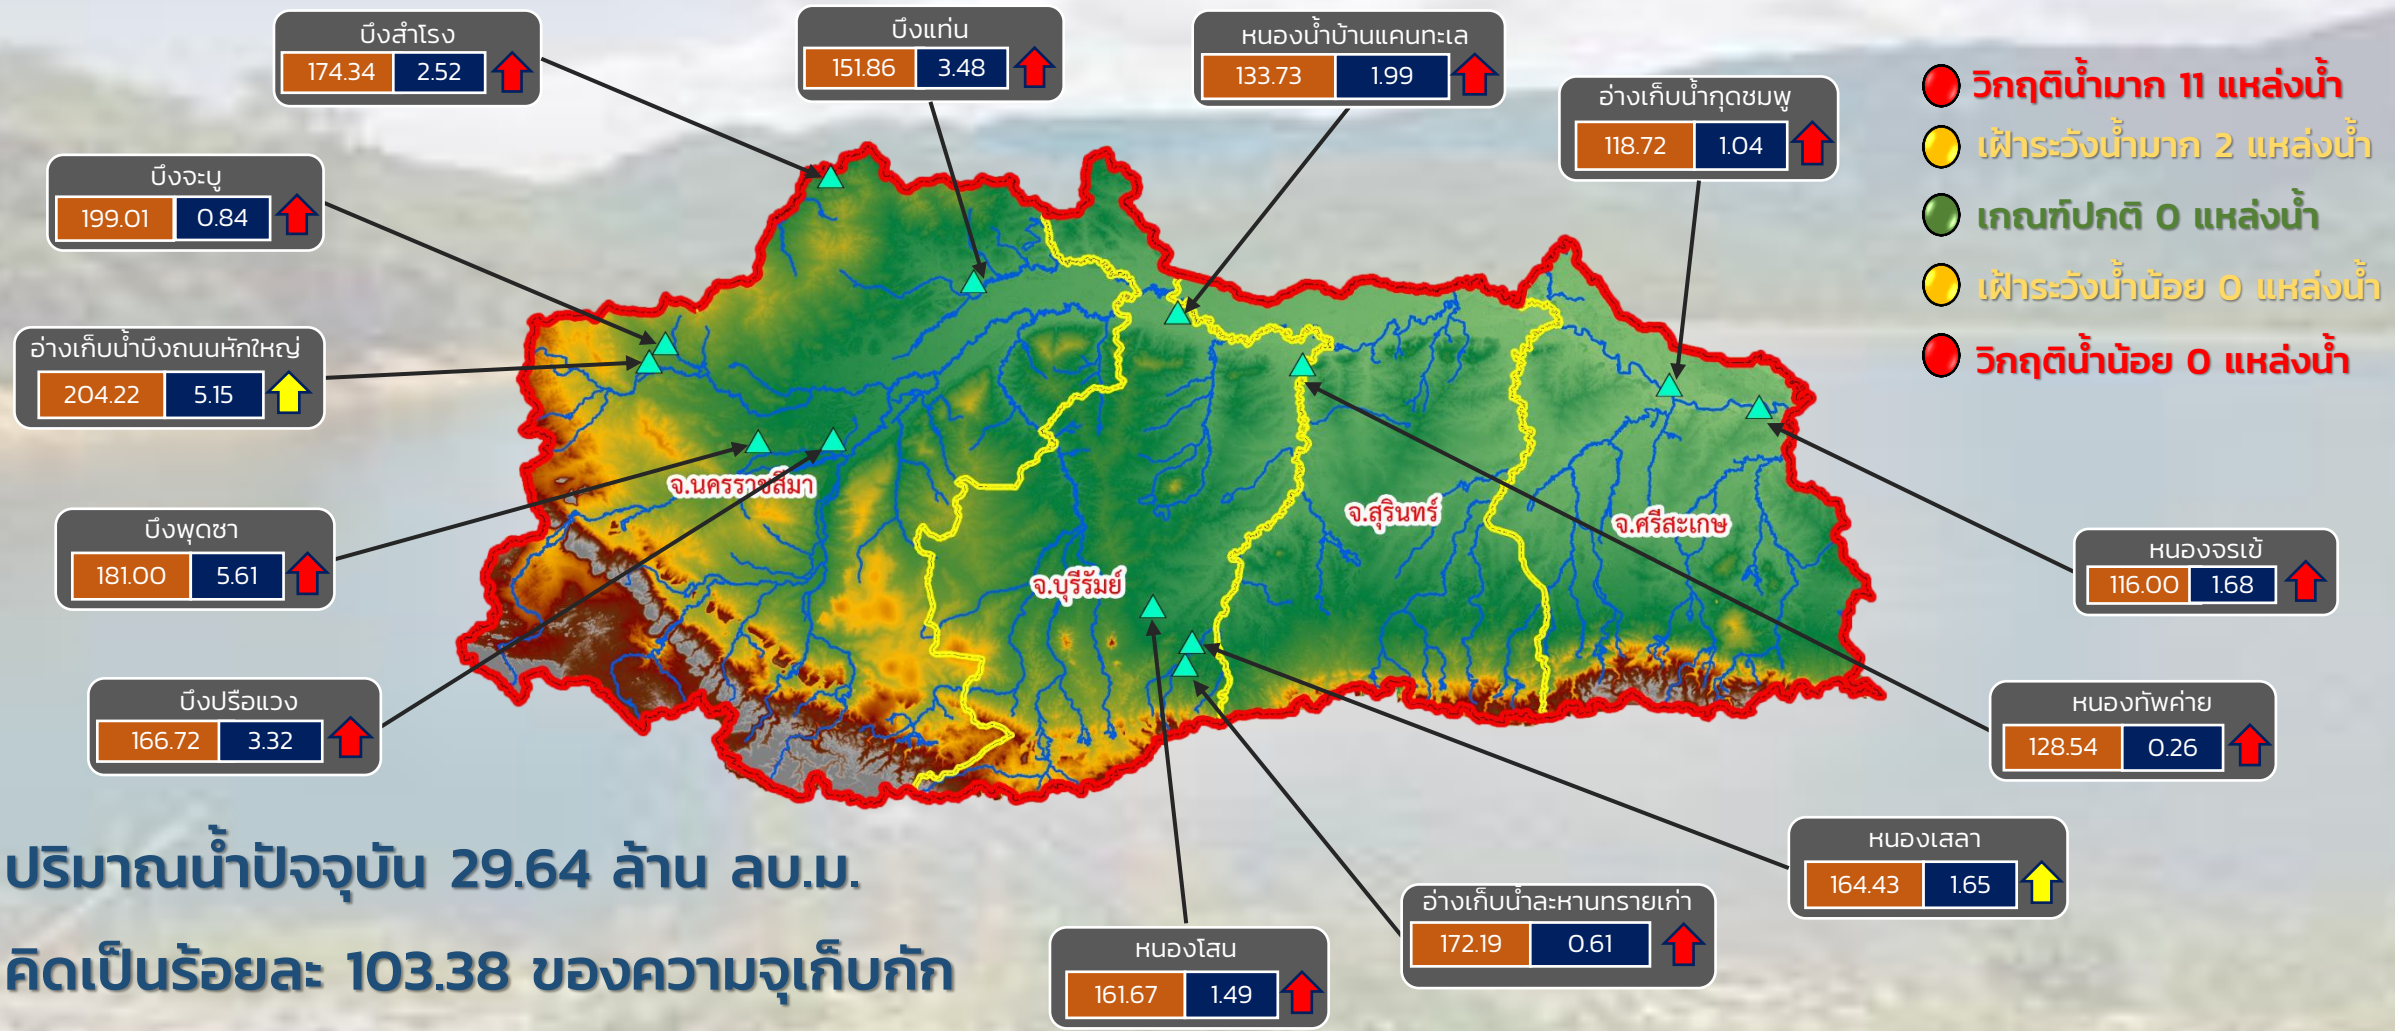 บึงสำโรง
174.34 2.52
บึงแท่น
151.86 3.48
หนองน้ำบ้านแคนทะเล
133.73 1.99
อ่างเก็บน้ำกุดชมพู
118.72 1.04
วิกฤติน้ำมาก 11 แหล่งน้ำ
เฝ้าระวังน้ำมาก 2 แหล่งน้ำ
เกณฑ์ปกติ 0 แหล่งน้ำ
เฝ้าระวังน้ำน้อย 0 แหล่งน้ำ
วิกฤติน้ำน้อย 0 แหล่งน้ำ
บึงจะบู
199.01 0.84
อ่างเก็บน้ำบึงถนนหักใหญ่
204.22 5.15
บึงพุดซา
181.00 5.61
บึงปรือแวง
166.72 3.32
จ.นครราชสีมา
จ.บุรีรัมย์
จ.สุรินทร์
จ.ศรีสะเกษ
หนองจรเข้
116.00 1.68
หนองทัพค่าย
128.54 0.26
หนองเสลา
164.43 1.65
อ่างเก็บน้ำละหานทรายเก่า
172.19 0.61
หนองโสน
161.67 1.49
ปริมาณน้ำปัจจุบัน 29.64 ล้าน ลบ.ม.
คิดเป็นร้อยละ 103.38 ของความจุเก็บกัก